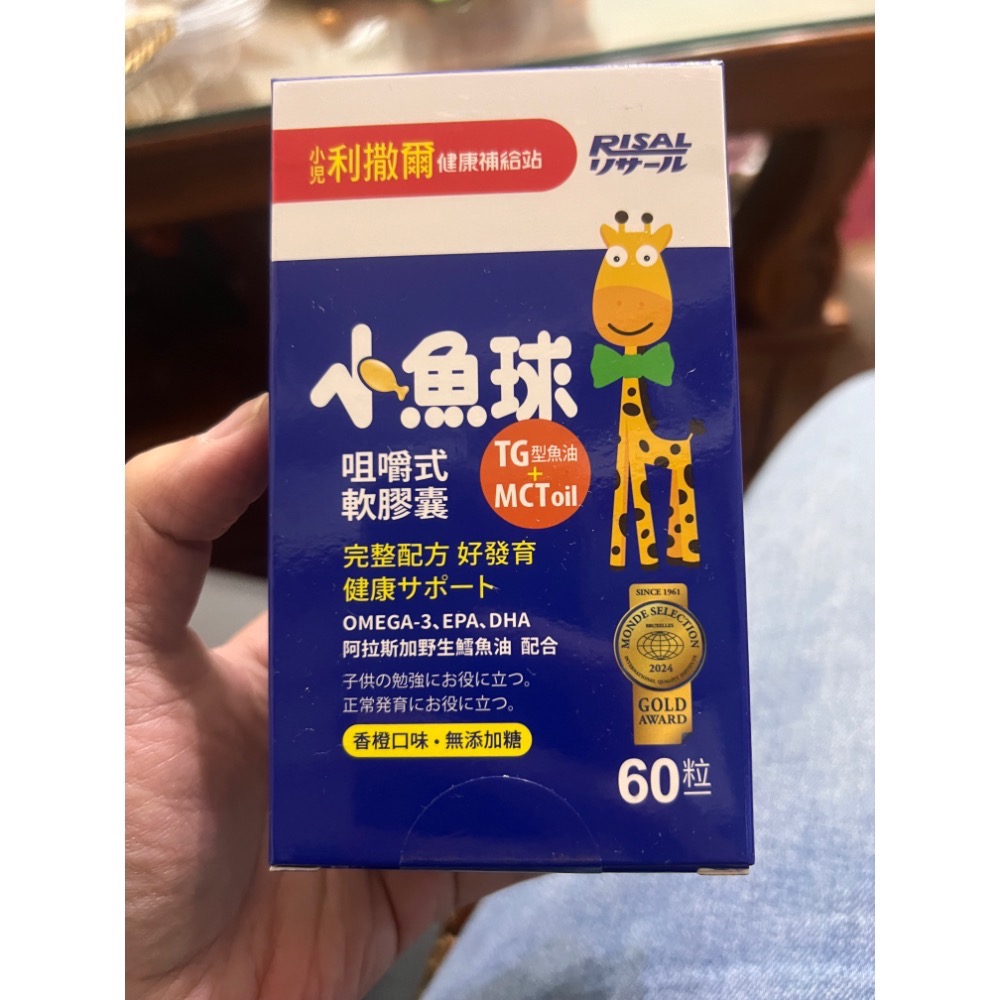 小兒利撒爾健康補給站
RISAL
リサール
小魚球
咀嚼式
軟膠囊
TG型魚油
+
MCT oil
完整配方 好發育
健康サポート
OMEGA-3、EPA、DHA
阿拉斯加野生鱈魚油 配合
子供の勉強にお役に立つ。
正常発育にお役に立つ。
香橙口味・無添加糖
SINCE 1961
MONDE SELECTION
BRUXELLES
2024
INTERNATIONAL QUALITY
GOLD
AWARD
60粒